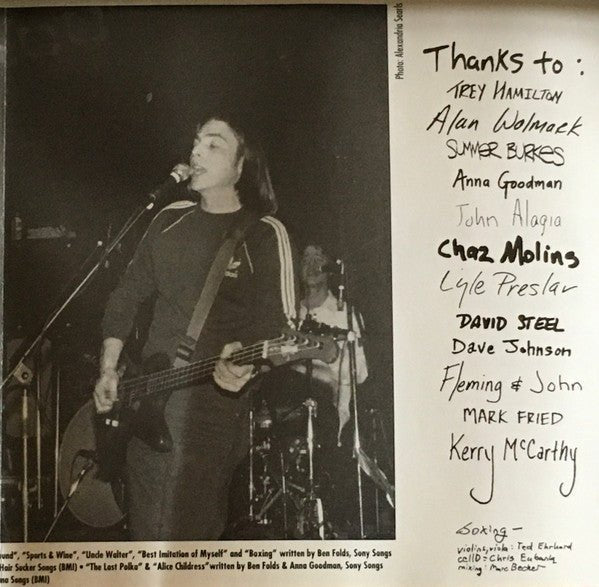 Photo: Alexandria Searls
Thanks to:
TREY HAMILTON
Alan Wolmack
SUMMER BURKES
Anna Goodman
John Alagia
Chaz Molins
Lyle Preslar
DAVID STEEL
Dave Johnson
Fleming & John
MARK FRIED
Kerry McCarthy
Boxing -
violin, viola: Ted Ehrhard
cello: Chris Eubank
mixing: Marc Becker
ound", "Sports & Wine", "Uncle Walter", "Best Imitation of Myself" and "Boxing" written by Ben Folds, Sony Songs
Hair Sucker Songs (BMI) • "The Last Polka" & "Alice Childress" written by Ben Folds & Anna Goodman, Sony Songs
na Songs (BMI)